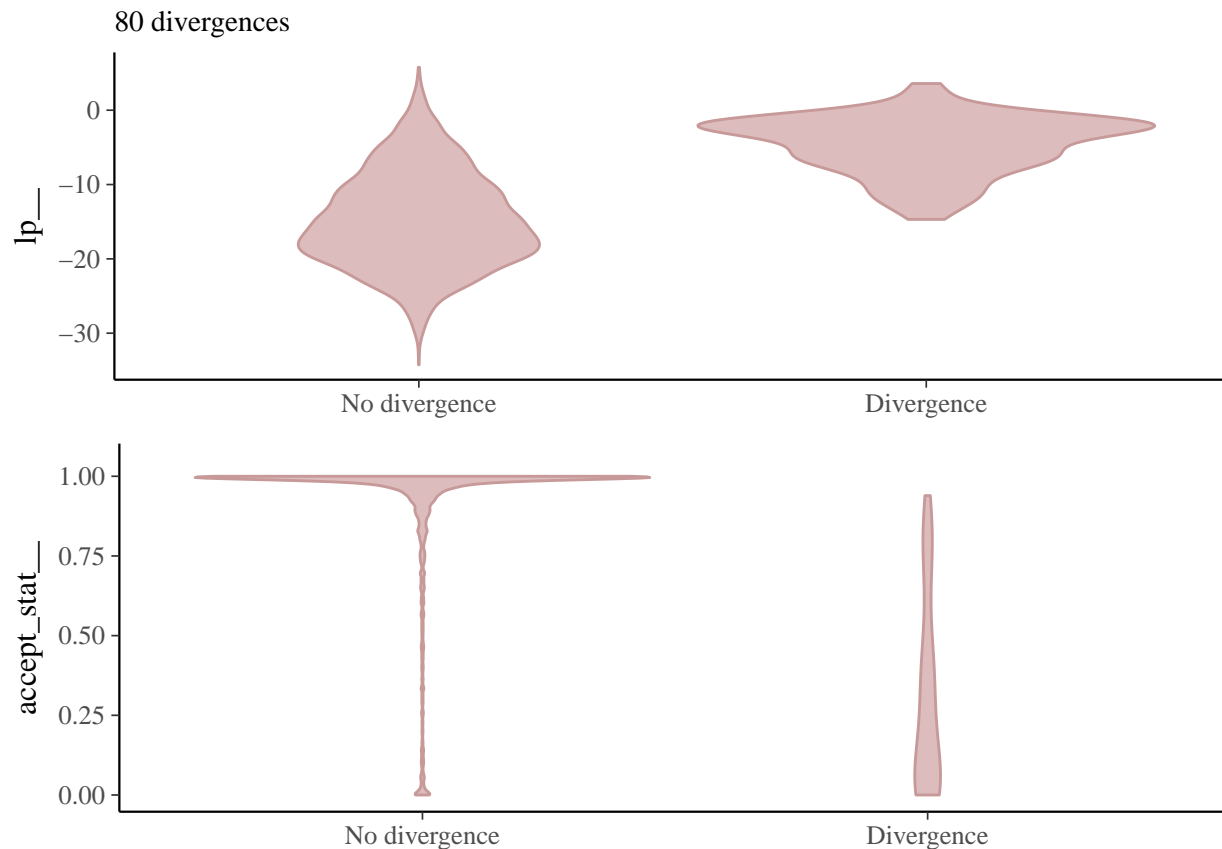 80 divergences
lp__
0
−10
−20
−30
No divergence Divergence
accept_stat__
1.00
0.75
0.50
0.25
0.00
No divergence Divergence